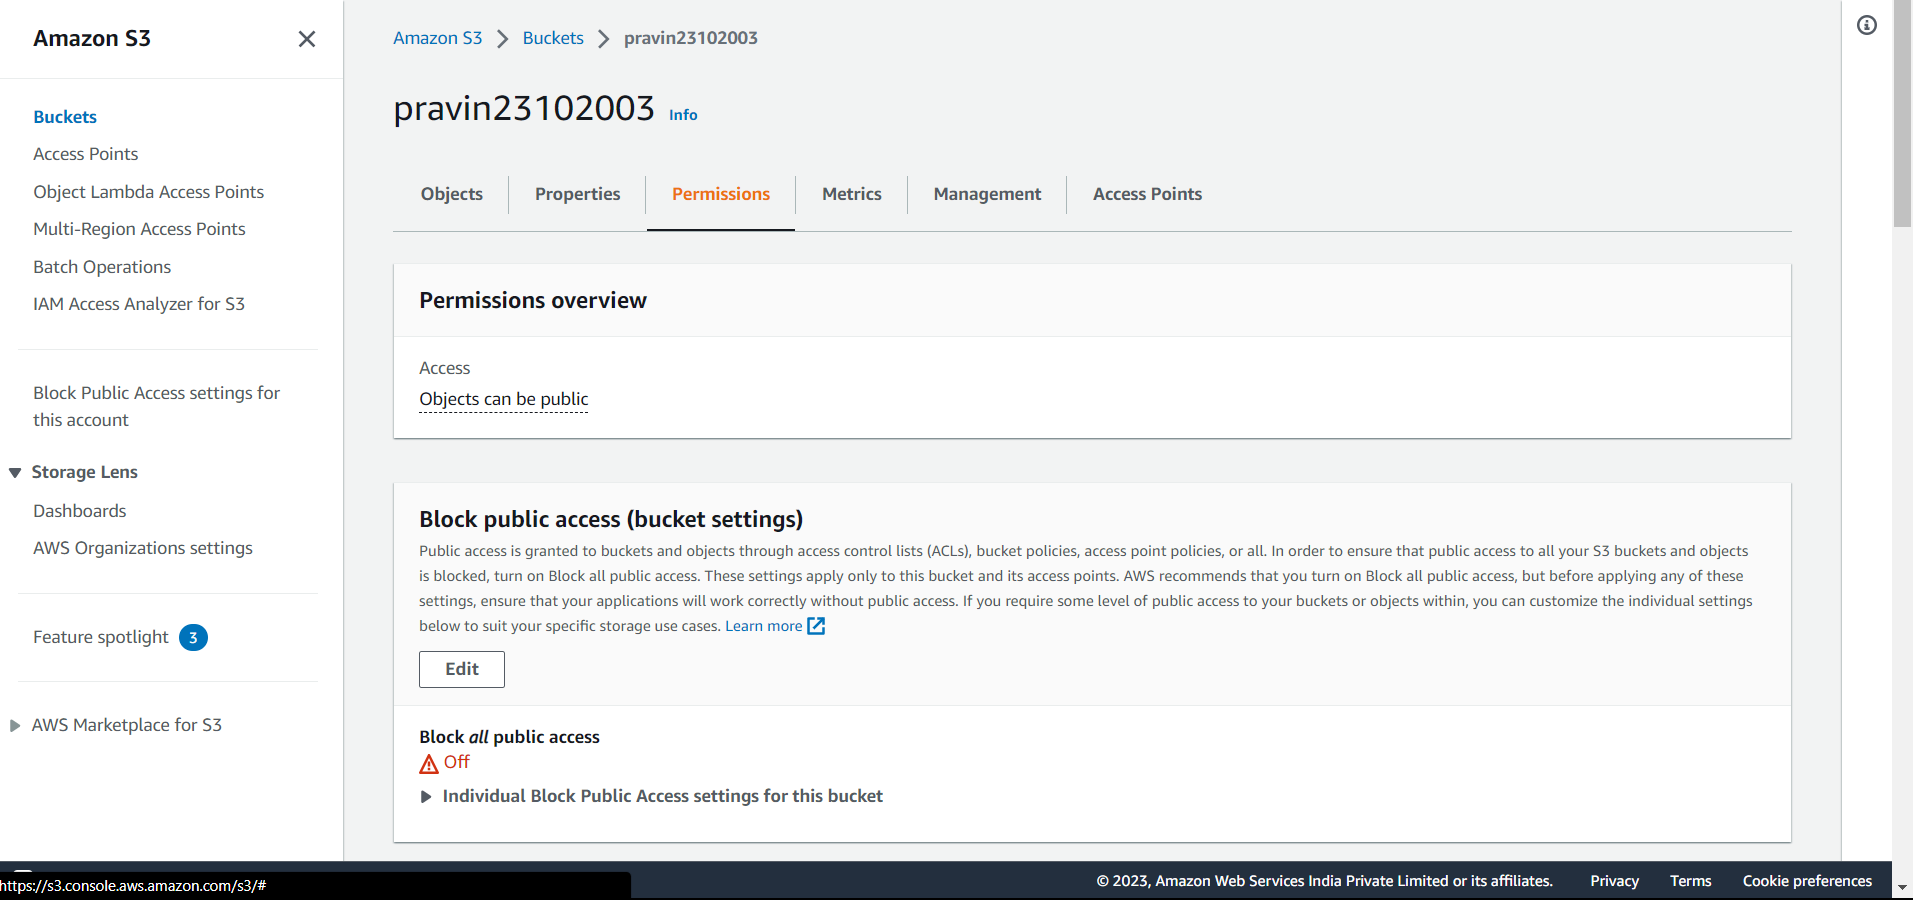 Amazon S3
Buckets
Access Points
Object Lambda Access Points
Multi-Region Access Points
Batch Operations
IAM Access Analyzer for S3
Block Public Access settings for
this account
Storage Lens
Dashboards
AWS Organizations settings
Feature spotlight 3
AWS Marketplace for S3
Amazon S3 > Buckets > pravin23102003
pravin23102003 Info
Objects Properties Permissions Metrics Management Access Points
Permissions overview
Access
Objects can be public
Block public access (bucket settings)
Public access is granted to buckets and objects through access control lists (ACLs), bucket policies, access point policies, or all. In order to ensure that public access to all your S3 buckets and objects
is blocked, turn on Block all public access. These settings apply only to this bucket and its access points. AWS recommends that you turn on Block all public access, but before applying any of these
settings, ensure that your applications will work correctly without public access. If you require some level of public access to your buckets or objects within, you can customize the individual settings
below to suit your specific storage use cases. Learn more
Edit
Block all public access
Off
Individual Block Public Access settings for this bucket
https://s3.console.aws.amazon.com/s3/#
© 2023, Amazon Web Services India Private Limited or its affiliates. Privacy Terms Cookie preferences